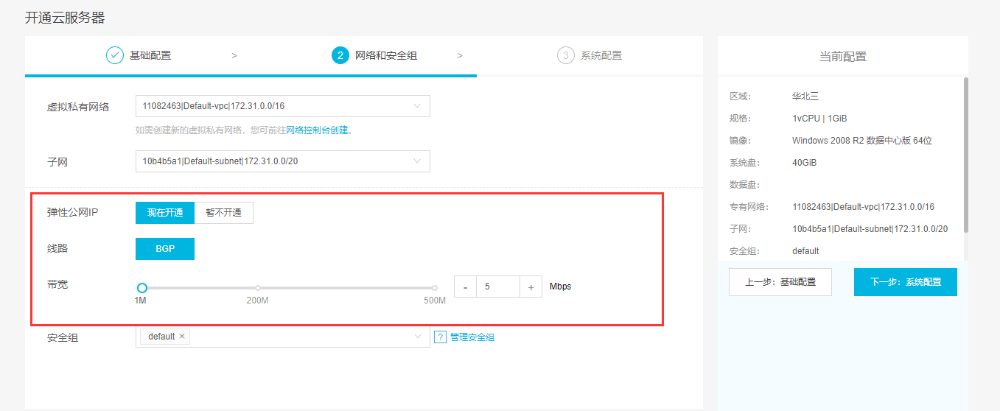 开通云服务器
基础配置 >
2 网络和安全组 >
3 系统配置
虚拟私有网络 11082463|Default-vpc|172.31.0.0/16
如需创建新的虚拟私有网络，您可前往网络控制台创建。
子网 10b4b5a1|Default-subnet|172.31.0.0/20
弹性公网IP 现在开通 暂不开通
线路 BGP
带宽 - 5 + Mbps
1M 200M 500M
安全组 default × ? 管理安全组
当前配置
区域： 华北三
规格： 1vCPU | 1GiB
镜像： Windows 2008 R2 数据中心版 64位
系统盘： 40GiB
数据盘：
专有网络： 11082463|Default-vpc|172.31.0.0/16
子网： 10b4b5a1|Default-subnet|172.31.0.0/20
安全组： default
上一步：基础配置 下一步：系统配置